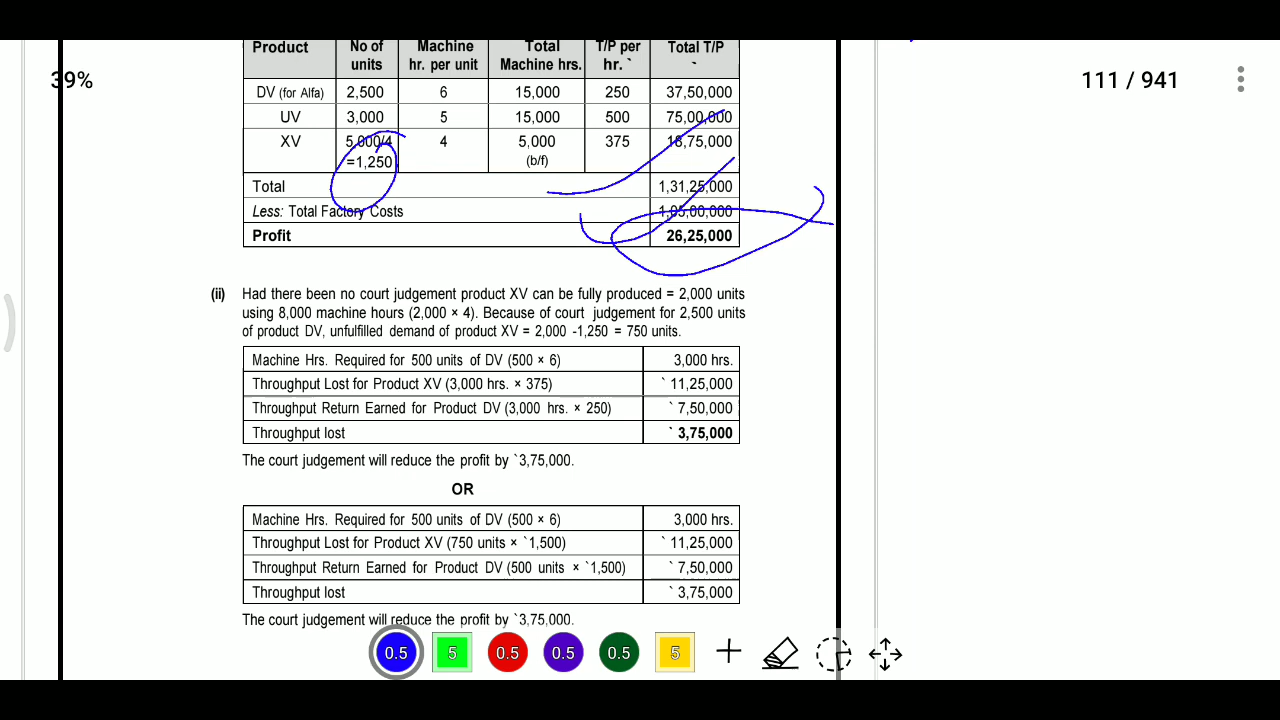 39%
111 / 941
Product No of units Machine hr. per unit Total Machine hrs. T/P per hr. ` Total T/P `
DV (for Alfa) 2,500 6 15,000 250 37,50,000
UV 3,000 5 15,000 500 75,00,000
XV 5,000/4 =1,250 4 5,000 (b/f) 375 18,75,000
Total 1,31,25,000
Less: Total Factory Costs 1,05,00,000
Profit 26,25,000
(ii) Had there been no court judgement product XV can be fully produced = 2,000 units
using 8,000 machine hours (2,000 × 4). Because of court judgement for 2,500 units
of product DV, unfulfilled demand of product XV = 2,000 -1,250 = 750 units.
Machine Hrs. Required for 500 units of DV (500 × 6) 3,000 hrs.
Throughput Lost for Product XV (3,000 hrs. × 375) ` 11,25,000
Throughput Return Earned for Product DV (3,000 hrs. × 250) ` 7,50,000
Throughput lost ` 3,75,000
The court judgement will reduce the profit by `3,75,000.
OR
Machine Hrs. Required for 500 units of DV (500 × 6) 3,000 hrs.
Throughput Lost for Product XV (750 units × `1,500) ` 11,25,000
Throughput Return Earned for Product DV (500 units × `1,500) ` 7,50,000
Throughput lost ` 3,75,000
The court judgement will reduce the profit by `3,75,000.
0.5 5 0.5 0.5 0.5 5